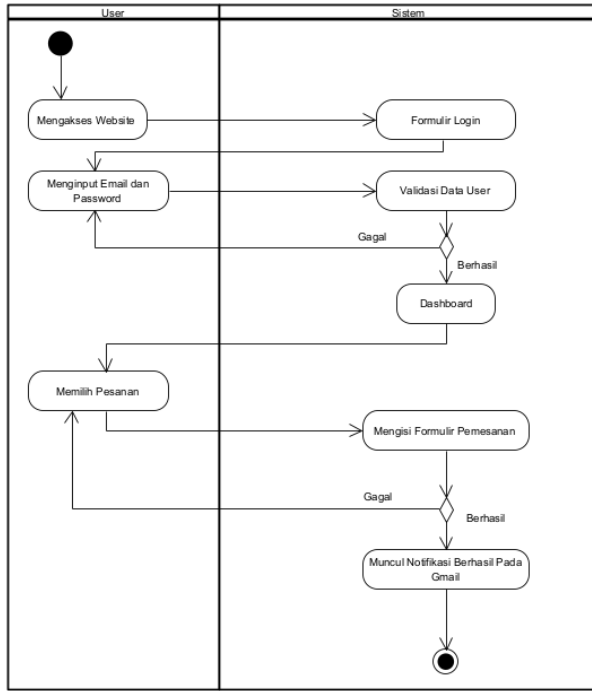 User
Sistem
Mengakses Website
Formulir Login
Menginput Email dan
Password
Validasi Data User
Gagal
Berhasil
Dashboard
Memilih Pesanan
Mengisi Formulir Pemesanan
Gagal
Berhasil
Muncul Notifikasi Berhasil Pada
Gmail